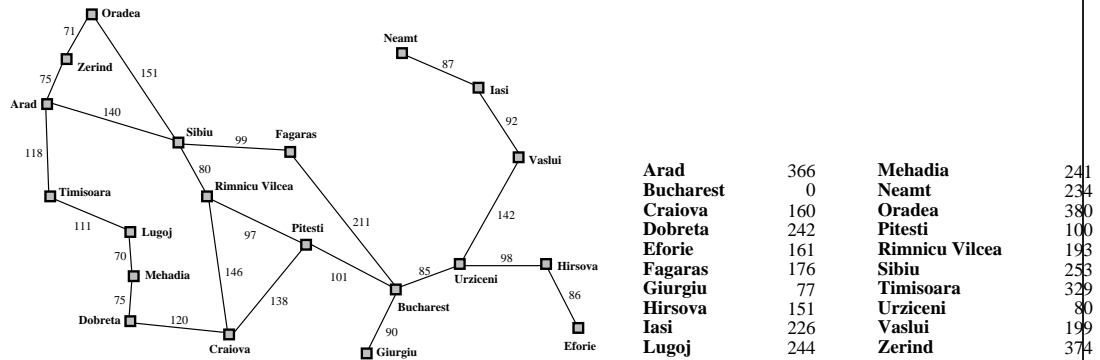 Oradea
71
Neamt
Zerind
87
151
75
Iasi
Arad
140
92
Sibiu
Fagaras
99
118
Vaslui
80
Timisoara
Rimnicu Vilcea
142
111
211
Lugoj
97
Pitesti
70
98
Hirsova
85
Mehadia
146
101
Urziceni
86
75
138
Bucharest
120
Dobreta
90
Craiova
Eforie
Giurgiu
Arad 366 Mehadia 241
Bucharest 0 Neamt 234
Craiova 160 Oradea 380
Dobreta 242 Pitesti 100
Eforie 161 Rimnicu Vilcea 193
Fagaras 176 Sibiu 253
Giurgiu 77 Timisoara 329
Hirsova 151 Urziceni 80
Iasi 226 Vaslui 199
Lugoj 244 Zerind 374